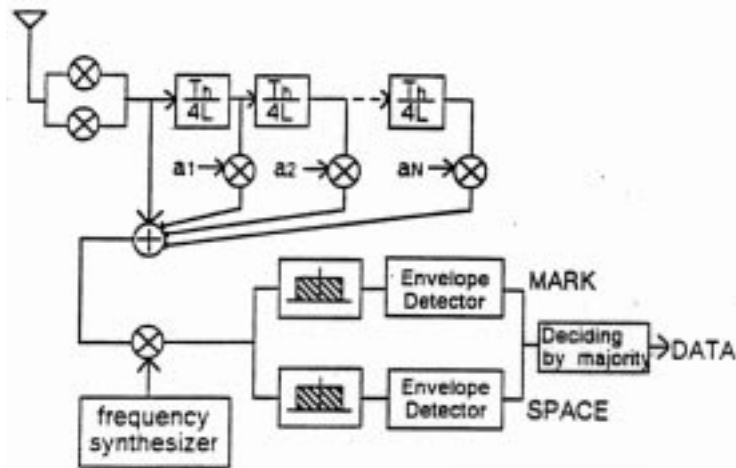 Th
4L
Th
4L
Th
4L
a1
a2
aN
Envelope
Detector
MARK
Deciding
by majority
DATA
Envelope
Detector
SPACE
frequency
synthesizer